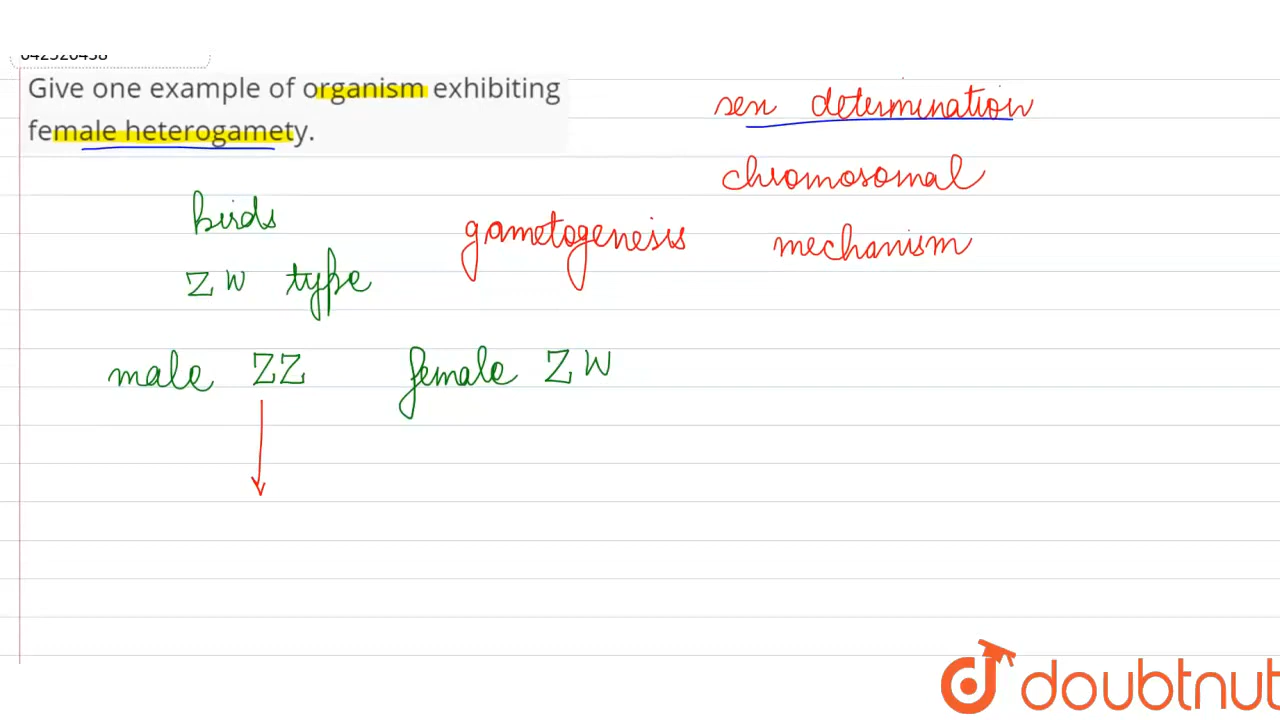 Give one example of organism exhibiting
female heterogamety.
sex determination
chromosomal
mechanism
gametogenesis
birds
ZW type
male ZZ
female ZW
doubtnut